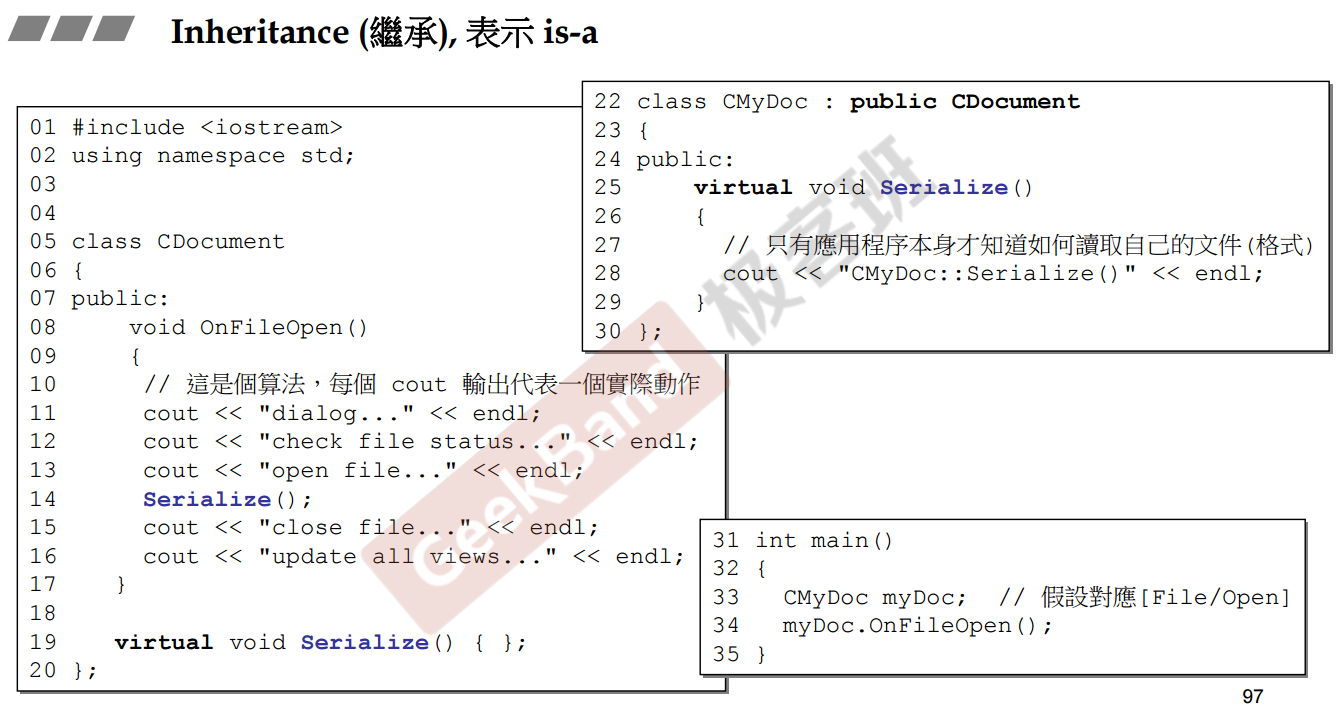 Inheritance (繼承), 表示 is-a
01 #include <iostream>
02 using namespace std;
03
04
05 class CDocument
06 {
07 public:
08     void OnFileOpen()
09     {
10      // 這是個算法，每個 cout 輸出代表一個實際動作
11      cout << "dialog..." << endl;
12      cout << "check file status..." << endl;
13      cout << "open file..." << endl;
14      Serialize();
15      cout << "close file..." << endl;
16      cout << "update all views..." << endl;
17    }
18
19    virtual void Serialize() { };
20 };
22 class CMyDoc : public CDocument
23 {
24 public:
25     virtual void Serialize()
26     {
27       // 只有應用程序本身才知道如何讀取自己的文件(格式)
28       cout << "CMyDoc::Serialize()" << endl;
29     }
30 };
31 int main()
32 {
33   CMyDoc myDoc;  // 假設對應[File/Open]
34   myDoc.OnFileOpen();
35 }
GeekBand 极客班
97